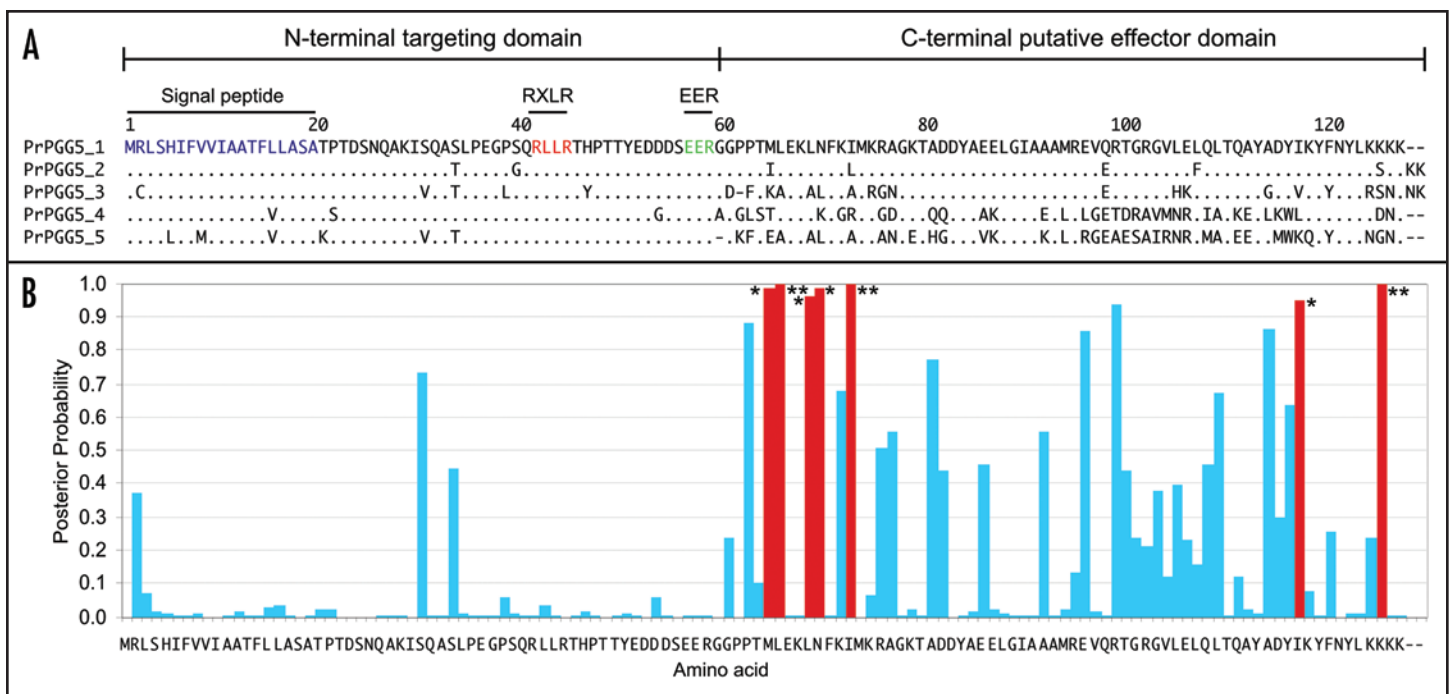 A
N-terminal targeting domain C-terminal putative effector domain
Signal peptide RXLR EER
1 20 40 60 80 100 120
PrPGG5_1 MRLSHIFVVIAATFLLASATPTDSNQAKISQASLPEGPSQRLLRTHPTTYEDDDSEERGGPPTMLEKLNFKIMKRAGKTADDYAEELGIAAAMREVQRTGRGVLELQLTQAYADYIKYFNYLKKKK--
PrPGG5_2 ................................T.....G........................I.......L........................E........F.................S..KK
PrPGG5_3 .C...........................V..T....L.......Y.............D-F.KA..AL..A.RGN....................E......HK.......G..V..Y...RSN.NK
PrPGG5_4 ..............V.....S...............................G.....A.GLST....K.GR..GD...QQ...AK....E.L.LGETDRAVMNR.IA.KE.LKWL.......DN.--
PrPGG5_5 ....L..M......V....K.........V..T.........................-.KF.EA..AL..A..AN.E.HG...VK....K.L.RGEAESAIRNR.MA.EE..MWKQ.Y...NGN.--
B
Posterior Probability
1.0
0.9
0.8
0.7
0.6
0.5
0.4
0.3
0.2
0.1
0.0
* ** * * ** * **
MRLSHIFVVIAATFLLASATPTDSNQAKISQASLPEGPSQRLLRTHPTTYEDDDSEERGGPPTMLEKLNFKIMKRAGKTADDYAEELGIAAAMREVQRTGRGVLELQLTQAYADYIKYFNYLKKKK--
Amino acid